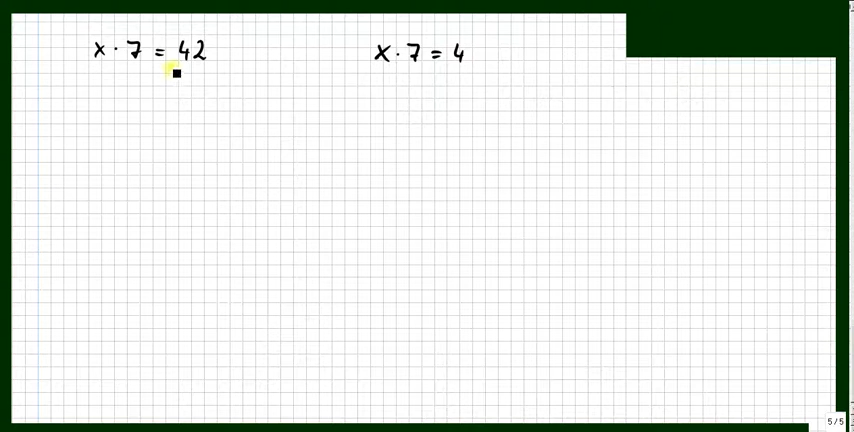 x · 7 = 42
x · 7 = 4
5/5